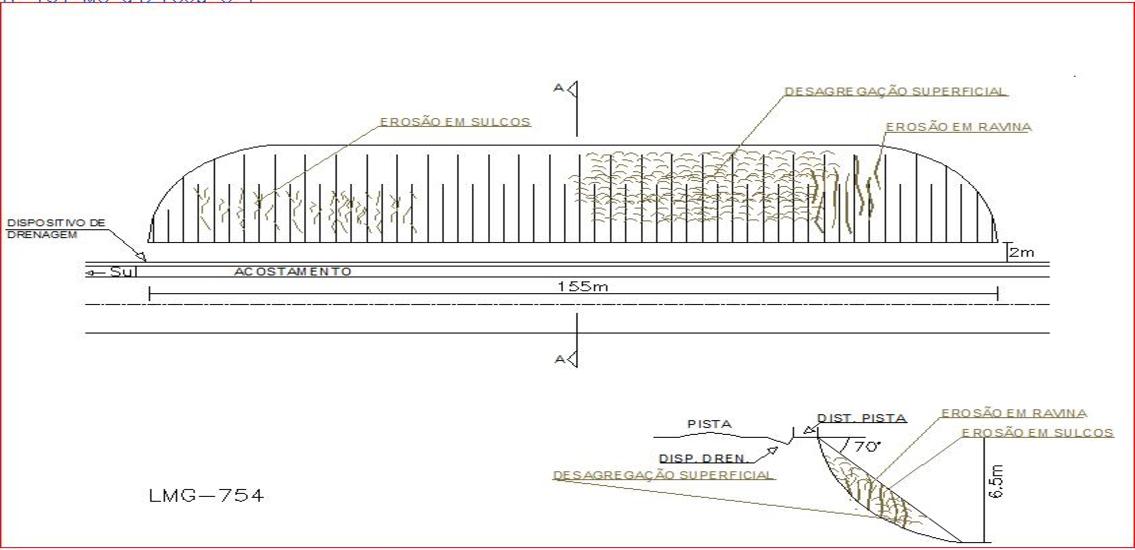 A
DESAGREGAÇÃO SUPERFICIAL
EROSÃO EM SULCOS
EROSÃO EM RAVINA
DISPOSITIVO DE
DRENAGEM
2m
Sul
ACOSTAMENTO
155m
A
PISTA
DIST. PISTA
EROSÃO EM RAVINA
EROSÃO EM SULCOS
70°
DISP. DREN.
DESAGREGAÇÃO SUPERFICIAL
6.5m
LMG-754